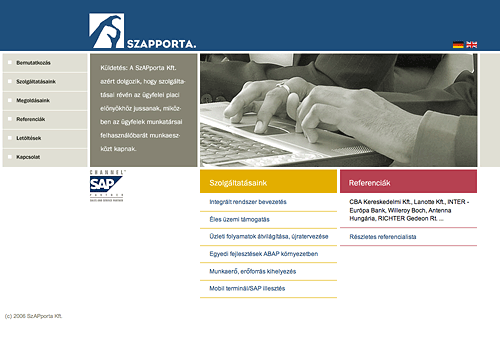 SZAPPORTA.
Bemutatkozás
Szolgáltatásaink
Megoldásaink
Referenciák
Letöltések
Kapcsolat
Küldetés: A SzAPporta Kft.
azért dolgozik, hogy szolgálta-
tásai révén az ügyfelei piaci
előnyökhöz jussanak, miköz-
ben az ügyfelek munkatársai
felhasználóbarát munkaesz-
közt kapnak.
CHANNEL
SAP
PARTNER
Szolgáltatásaink
Integrált rendszer bevezetés
Éles üzemi támogatás
Üzleti folyamatok átvilágítása, újratervezése
Egyedi fejlesztések ABAP környezetben
Munkaerő, erőforrás kihelyezés
Mobil terminál/SAP illesztés
Referenciák
CBA Kereskedelmi Kft., Lanotte Kft., INTER -
Európa Bank, Willeroy Boch, Antenna
Hungária, RICHTER Gedeon Rt. ...
Részletes referencialista
(c) 2006 SzAPporta Kft.